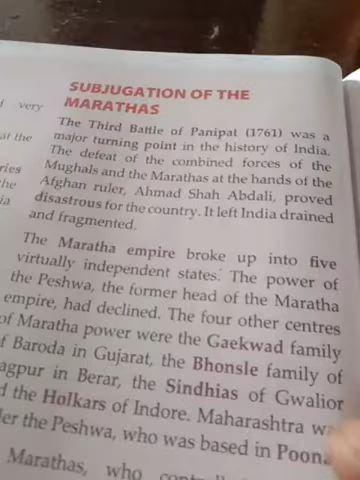 SUBJUGATION OF THE
MARATHAS
The Third Battle of Panipat (1761) was a
major turning point in the history of India.
The defeat of the combined forces of the
Mughals and the Marathas at the hands of the
Afghan ruler, Ahmad Shah Abdali, proved
disastrous for the country. It left India drained
and fragmented.
The Maratha empire broke up into five
virtually independent states. The power of
the Peshwa, the former head of the Maratha
empire, had declined. The four other centres
of Maratha power were the Gaekwad family
of Baroda in Gujarat, the Bhonsle family of
agpur in Berar, the Sindhias of Gwalior
d the Holkars of Indore. Maharashtra wa
er the Peshwa, who was based in Poona
Marathas, who
very
at the
ries
the
ia